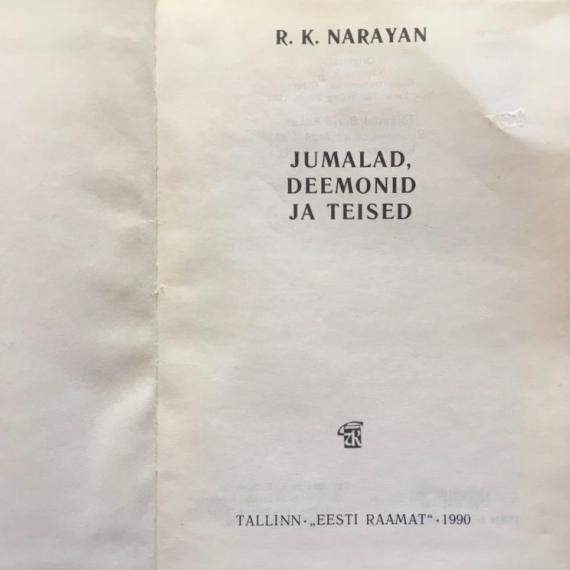 R. K. NARAYAN
JUMALAD,
DEEMONID
JA TEISED
TALLINN · „EESTI RAAMAT“ · 1990